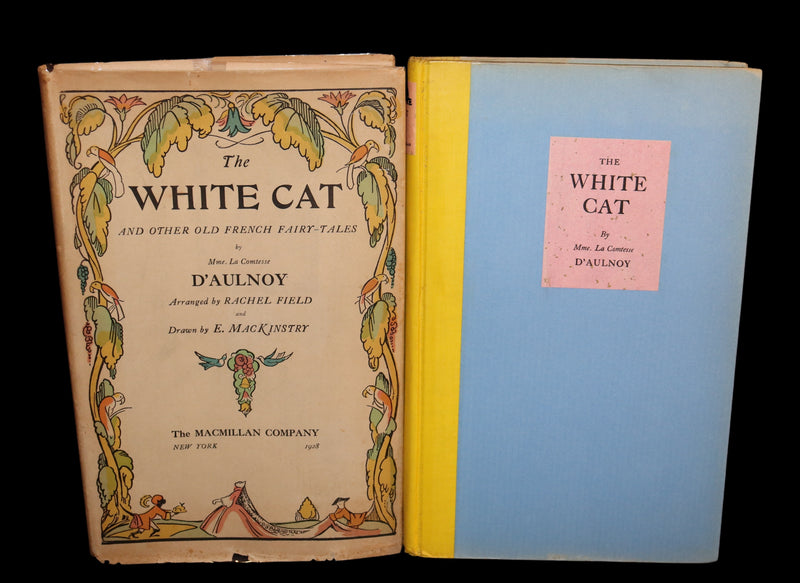 The
WHITE CAT
AND OTHER OLD FRENCH FAIRY-TALES
by
Mme. La Comtesse
D'AULNOY
Arranged by RACHEL FIELD
and
Drawn by E. MACKINSTRY
The MACMILLAN COMPANY
NEW YORK 1928
THE
WHITE
CAT
By
Mme. La Comtesse
D'AULNOY